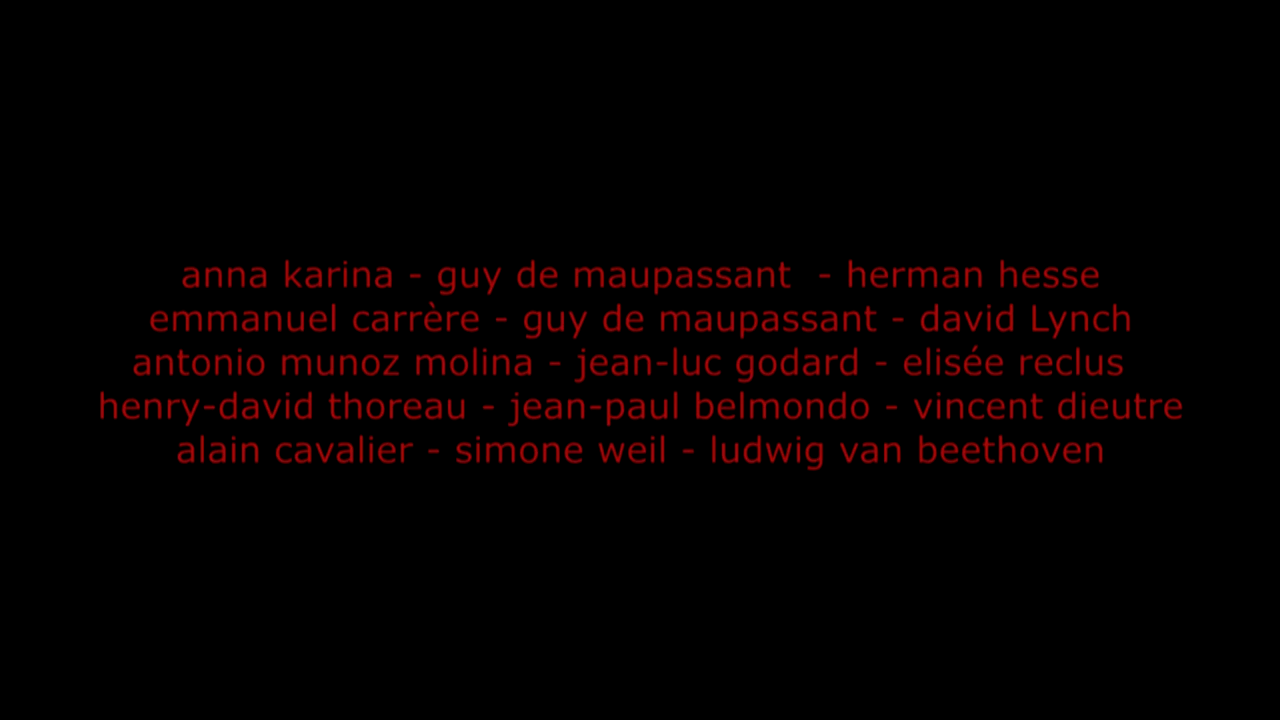 anna karina - guy de maupassant  - herman hesse
emmanuel carrère - guy de maupassant - david Lynch
antonio munoz molina - jean-luc godard - elisée reclus
henry-david thoreau - jean-paul belmondo - vincent dieutre
alain cavalier - simone weil - ludwig van beethoven